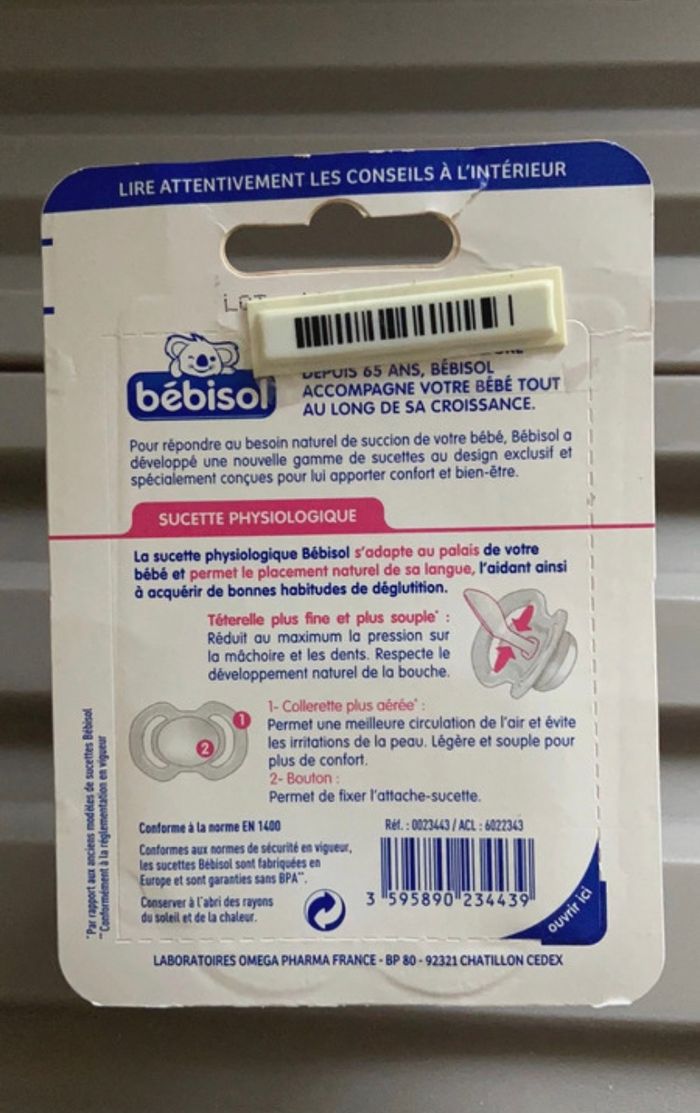 LIRE ATTENTIVEMENT LES CONSEILS À L'INTÉRIEUR
LOT
bébisol
DEPUIS 65 ANS, BÉBISOL
ACCOMPAGNE VOTRE BÉBÉ TOUT
AU LONG DE SA CROISSANCE.
Pour répondre au besoin naturel de succion de votre bébé, Bébisol a
développé une nouvelle gamme de sucettes au design exclusif et
spécialement conçues pour lui apporter confort et bien-être.
SUCETTE PHYSIOLOGIQUE
La sucette physiologique Bébisol s'adapte au palais de votre
bébé et permet le placement naturel de sa langue, l'aidant ainsi
à acquérir de bonnes habitudes de déglutition.
Téterelle plus fine et plus souple* :
Réduit au maximum la pression sur
la mâchoire et les dents. Respecte le
développement naturel de la bouche.
1
2
1- Collerette plus aérée* :
Permet une meilleure circulation de l'air et évite
les irritations de la peau. Légère et souple pour
plus de confort.
2- Bouton :
Permet de fixer l'attache-sucette.
*Par rapport aux anciens modèles de sucettes Bébisol
**Conformément à la réglementation en vigueur
Conforme à la norme EN 1400
Conformes aux normes de sécurité en vigueur,
les sucettes Bébisol sont fabriquées en
Europe et sont garanties sans BPA**.
Conserver à l'abri des rayons
du soleil et de la chaleur.
Réf. : 0023443 / ACL : 6022343
3 595890 234439
ouvrir ici
LABORATOIRES OMEGA PHARMA FRANCE - BP 80 - 92321 CHATILLON CEDEX